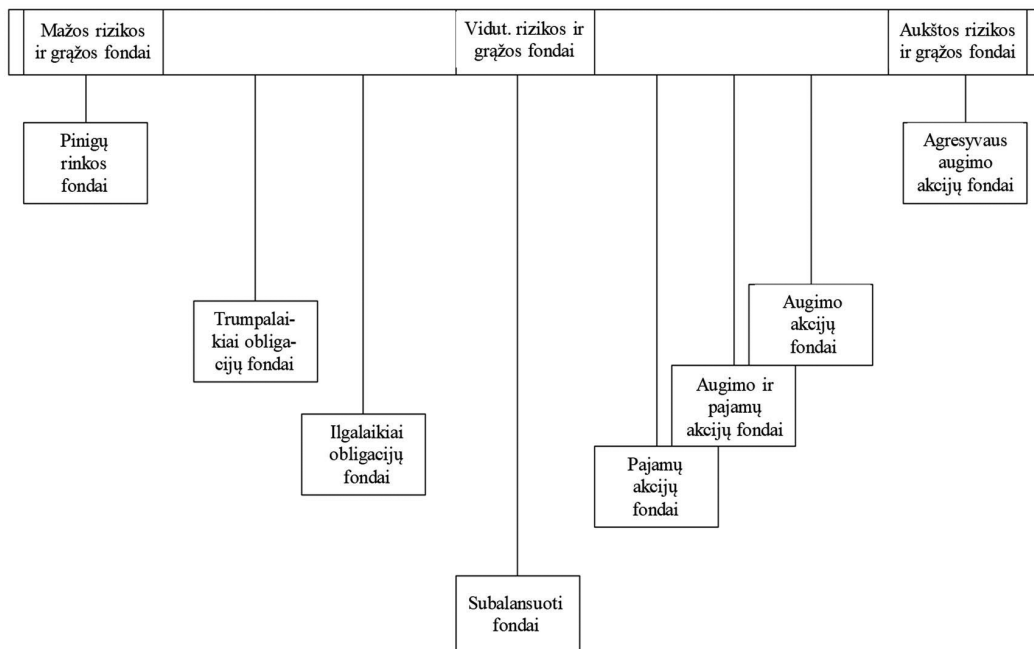 Mažos rizikos
ir grąžos fondai
Vidut. rizikos ir
grąžos fondai
Aukštos rizikos
ir grąžos fondai
Pinigų
rinkos
fondai
Agresyvaus
augimo
akcijų fondai
Trumpalai-
kiai obliga-
cijų fondai
Augimo
akcijų
fondai
Augimo ir
pajamų
akcijų fondai
Ilgalaikiai
obligacijų
fondai
Pajamų
akcijų
fondai
Subalansuoti
fondai